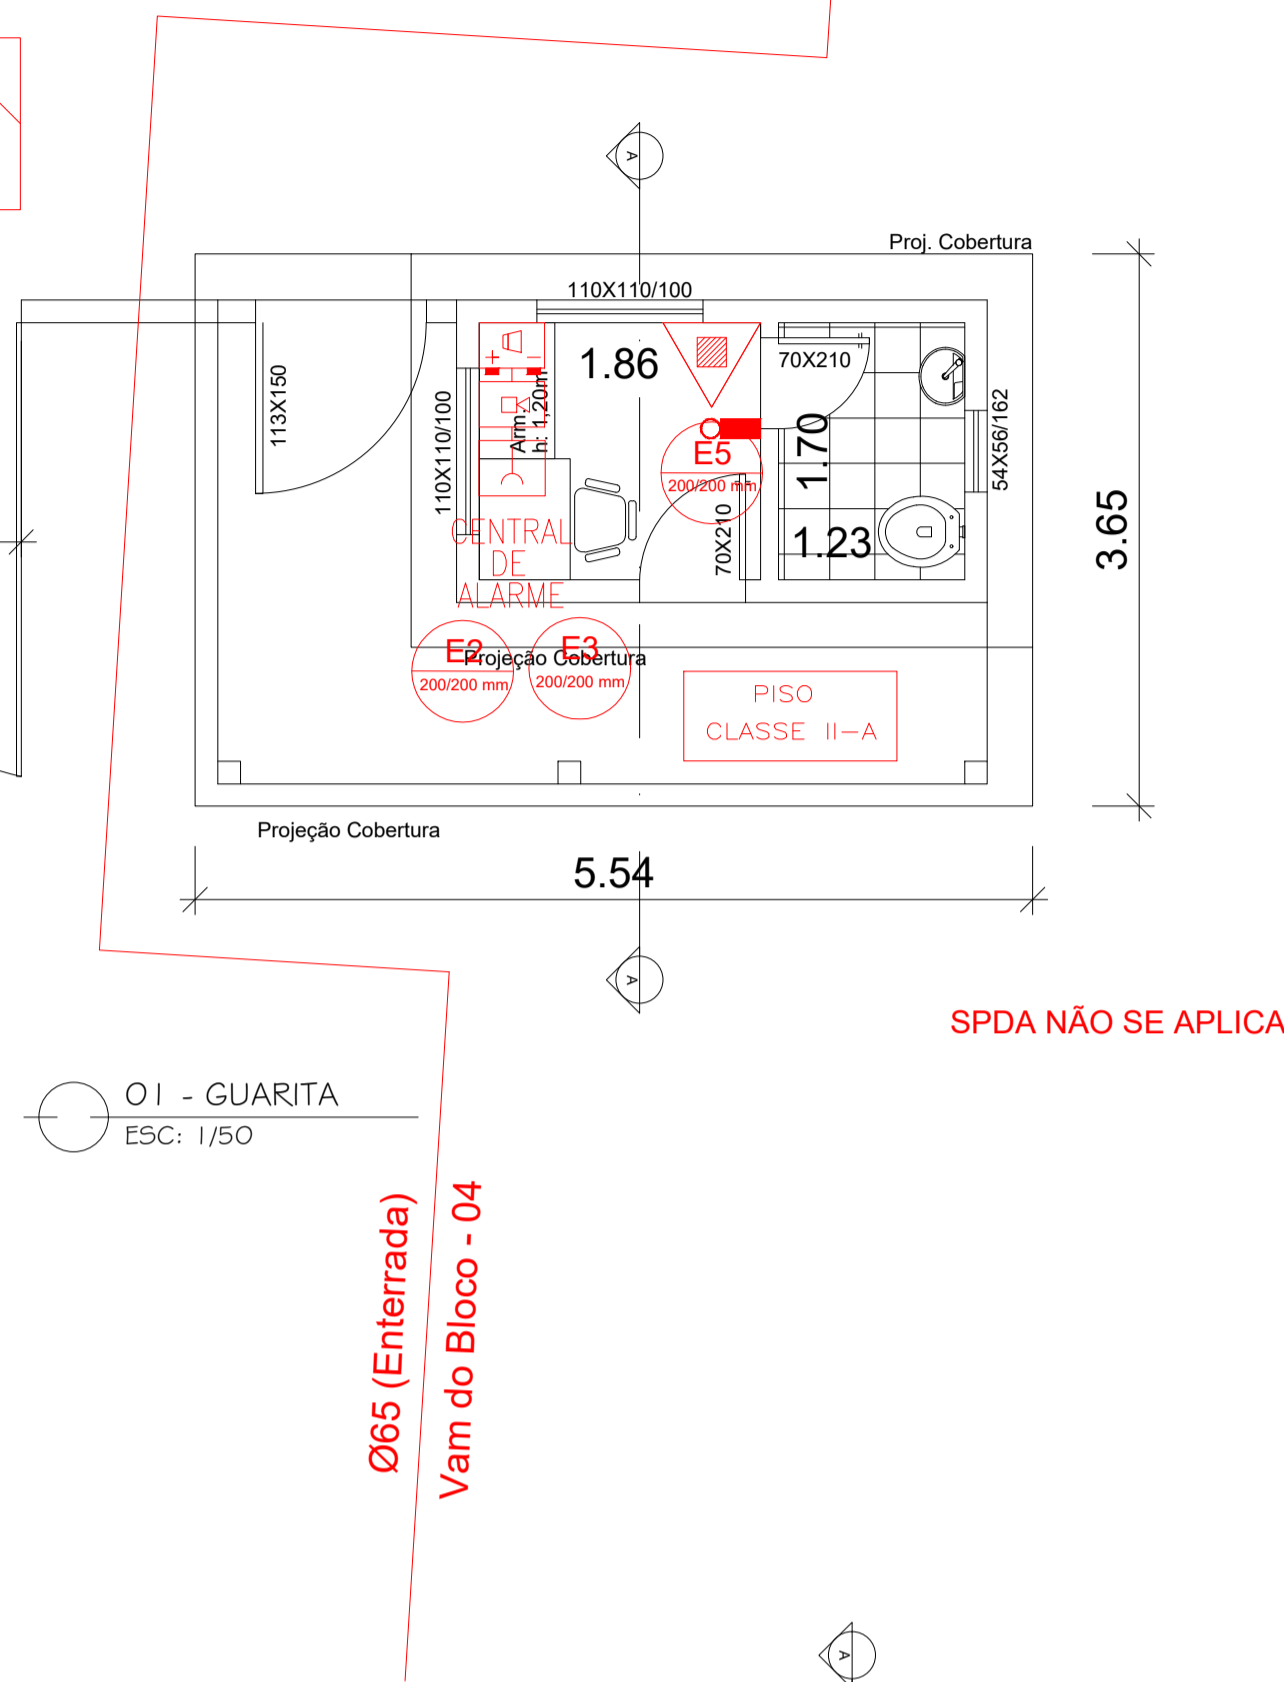 A
Proj. Cobertura
110X110/100
1.86
70X210
113X150
110X110/100
Arm.
h: 1,20m
+ –
E5
200/200 mm
1.70
54X56/162
70X210
1.23
3.65
CENTRAL
DE
ALARME
E2
200/200 mm
E3
200/200 mm
Projeção Cobertura
PISO
CLASSE II-A
Projeção Cobertura
5.54
A
SPDA NÃO SE APLICA
01 - GUARITA
ESC: 1/50
Ø65 (Enterrada)
Vam do Bloco - 04
A